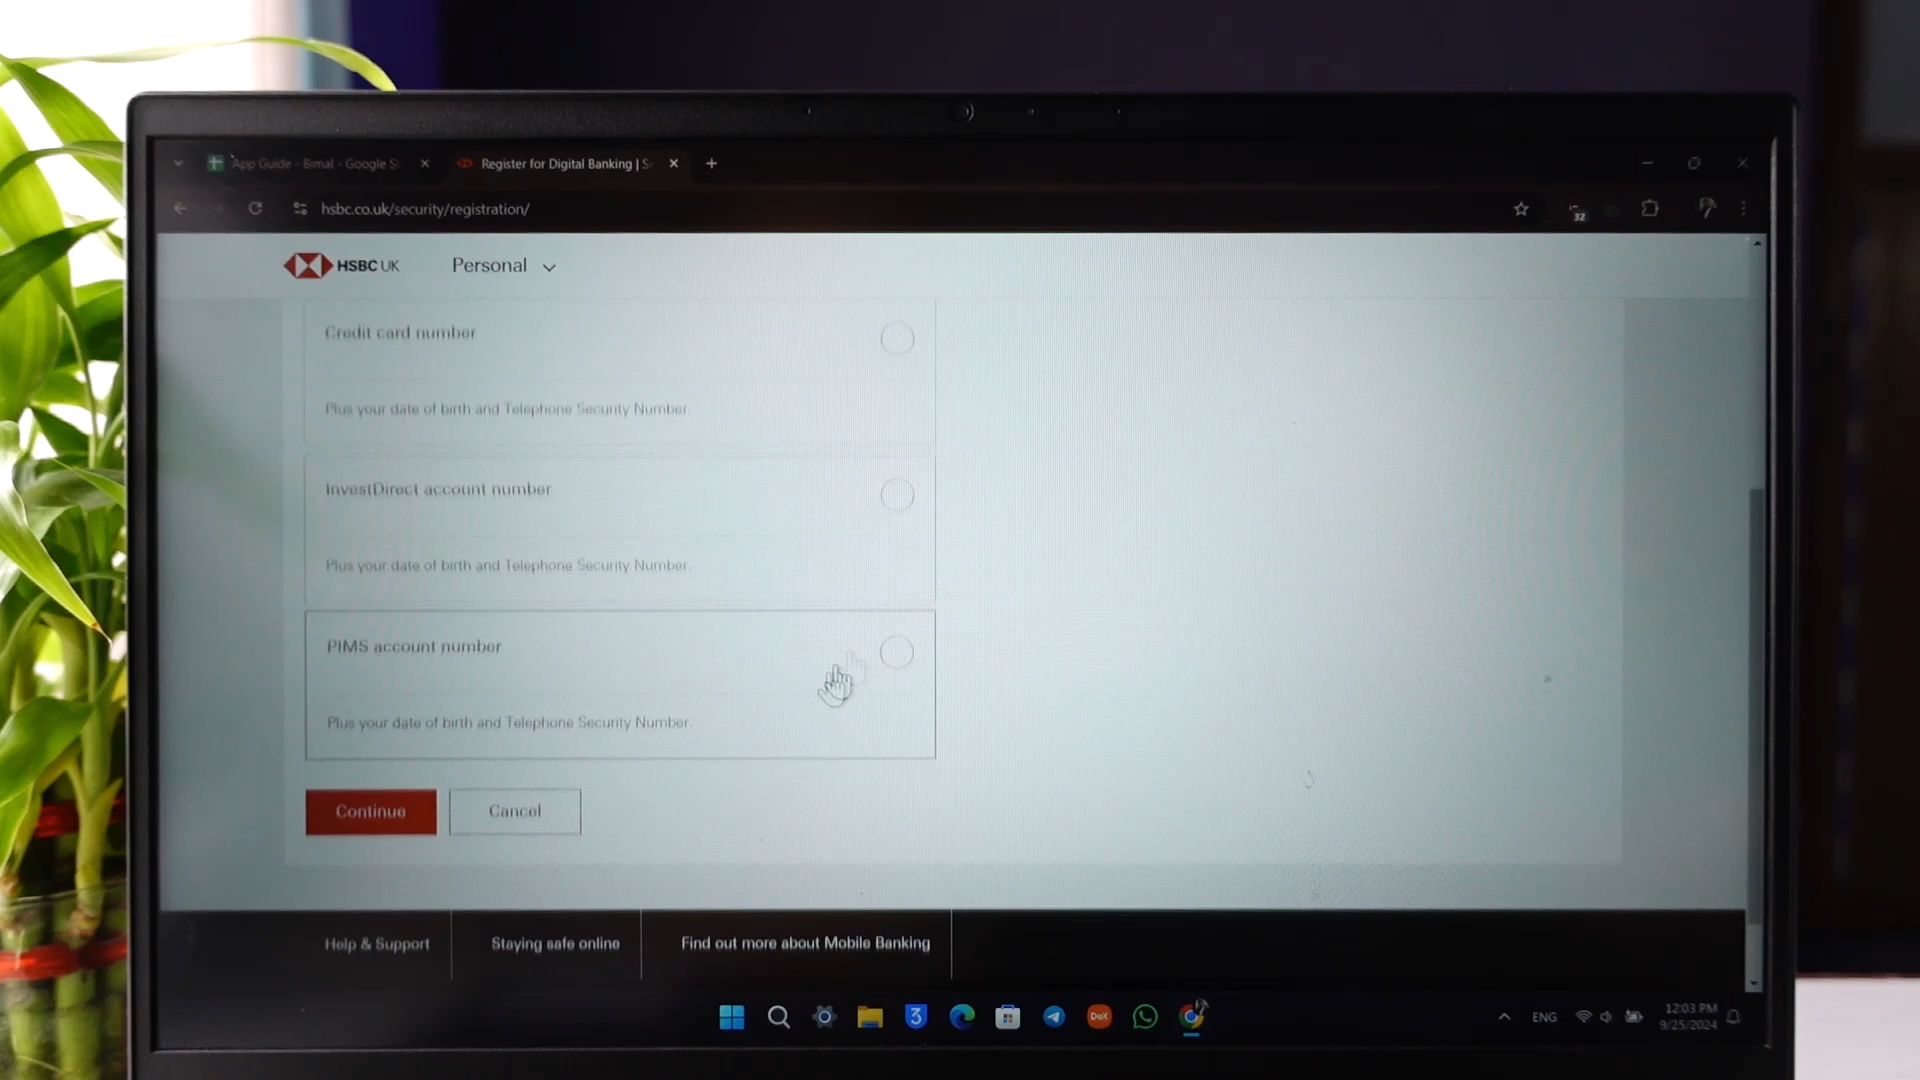 App Guide - Bimal - Google S
Register for Digital Banking | S
hsbc.co.uk/security/registration/
32
HSBC UK
Personal
Credit card number
Plus your date of birth and Telephone Security Number.
InvestDirect account number
Plus your date of birth and Telephone Security Number.
PIMS account number
Plus your date of birth and Telephone Security Number.
Continue
Cancel
Help & Support
Staying safe online
Find out more about Mobile Banking
3
DeX
ENG
12:03 PM
9/25/2024